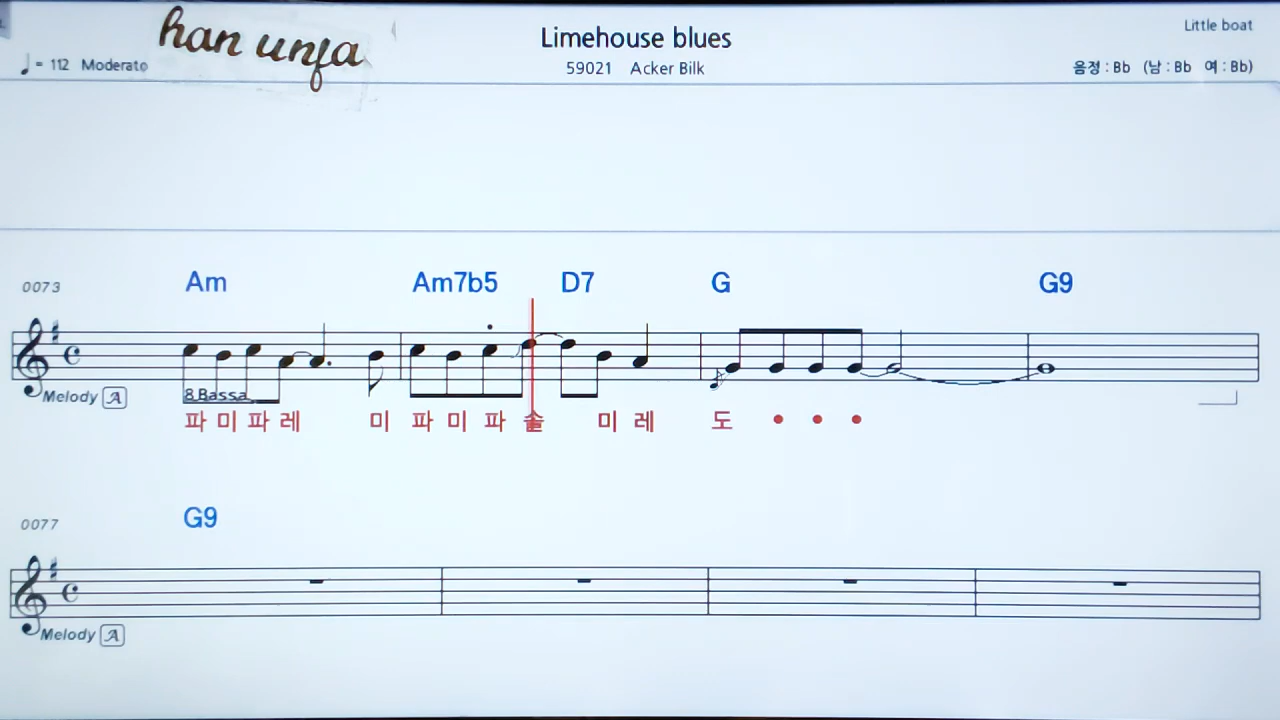 han unja
Limehouse blues
Little boat
♩= 112 Moderato
59021 Acker Bilk
음정 : Bb (남 : Bb 여 : Bb)
0073
Am Am7b5 D7 G G9
Melody A
8 Bassa
파 미 파 레 미 파 미 파 솔 미 레 도 • • •
0077
G9
Melody A